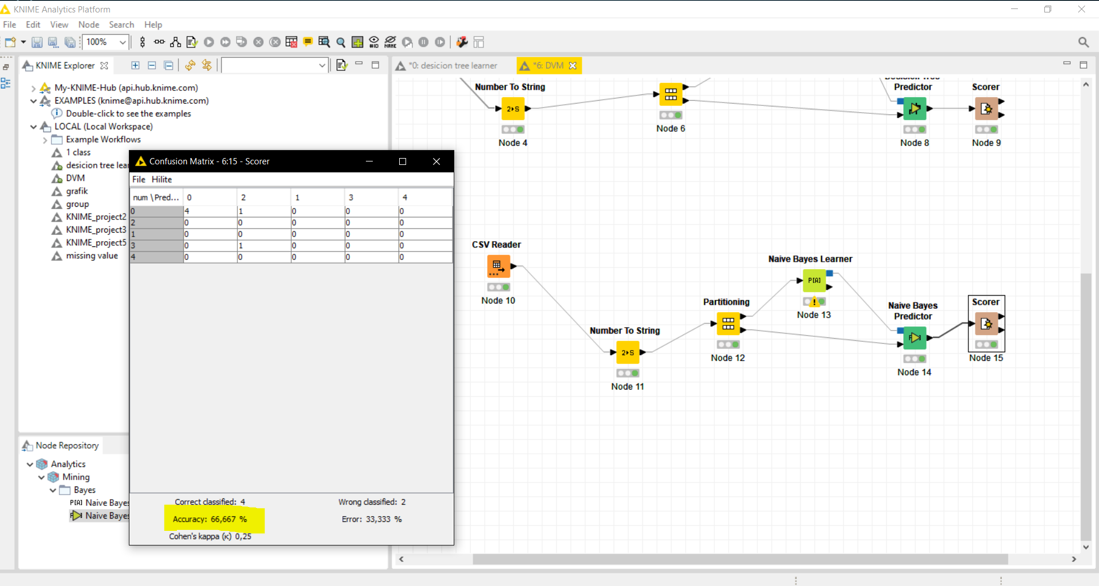 KNIME Analytics Platform
File Edit View Node Search Help
100%
KNIME Explorer
*0: desicion tree learner
*6: DVM
My-KNIME-Hub (api.hub.knime.com)
EXAMPLES (knime@api.hub.knime.com)
Double-click to see the examples
LOCAL (Local Workspace)
Example Workflows
1 class
desicion tree lear
DVM
grafik
group
KNIME_project2
KNIME_project3
KNIME_project5
missing value
Node Repository
Analytics
Mining
Bayes
Naive Bayes
Naive Bayes
Confusion Matrix - 6:15 - Scorer
File Hilite
num \Pred... 0 2 1 3 4
0 4 1 0 0 0
2 0 0 0 0 0
1 0 0 0 0 0
3 0 1 0 0 0
4 0 0 0 0 0
Correct classified: 4 Wrong classified: 2
Accuracy: 66,667 % Error: 33,333 %
Cohen's kappa (κ) 0,25
Number To String
Node 4
Node 6
Decision Tree
Predictor
Node 8
Scorer
Node 9
CSV Reader
Node 10
Number To String
Node 11
Partitioning
Node 12
Naive Bayes Learner
Node 13
Naive Bayes
Predictor
Node 14
Scorer
Node 15